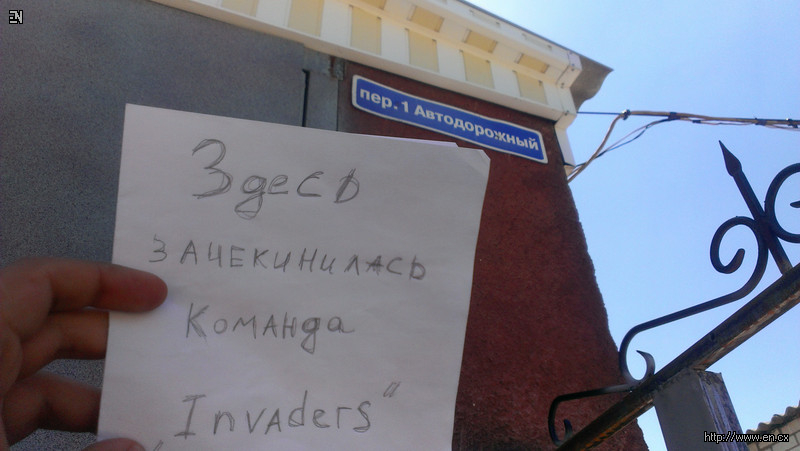 EN
пер. 1 Автодорожный
Здесь
зачекинилась
команда
„Invaders“
http://www.en.cx